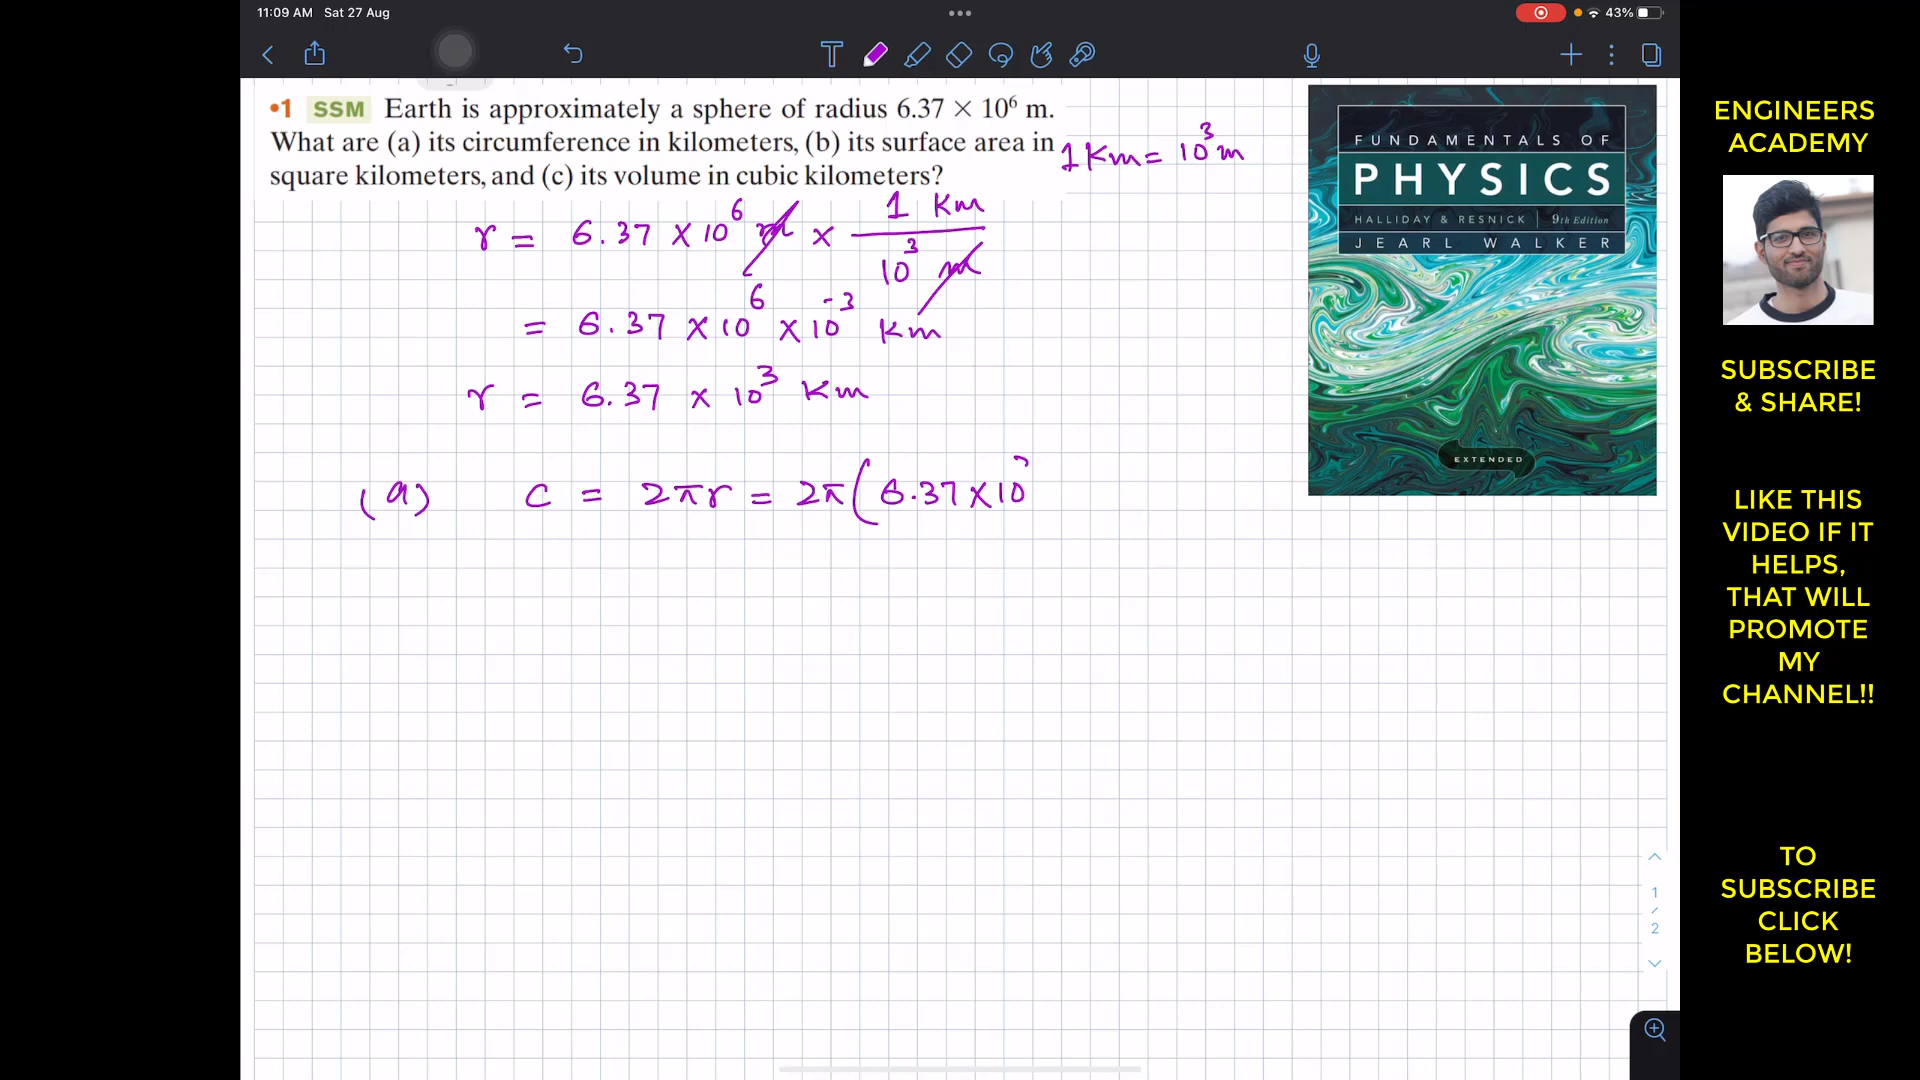 11:09 AM Sat 27 Aug
43%
•1 SSM Earth is approximately a sphere of radius 6.37 × 10⁶ m.
What are (a) its circumference in kilometers, (b) its surface area in
square kilometers, and (c) its volume in cubic kilometers?
1 Km = 10³ m
r = 6.37 × 10⁶ m × 1 Km / 10³ m
= 6.37 × 10⁶ × 10⁻³ Km
r = 6.37 × 10³ Km
(a) C = 2πr = 2π(6.37×10
FUNDAMENTALS OF
PHYSICS
HALLIDAY & RESNICK | 9th Edition
JEARL WALKER
EXTENDED
1
/
2
ENGINEERS
ACADEMY
SUBSCRIBE
& SHARE!
LIKE THIS
VIDEO IF IT
HELPS,
THAT WILL
PROMOTE
MY
CHANNEL!!
TO
SUBSCRIBE
CLICK
BELOW!